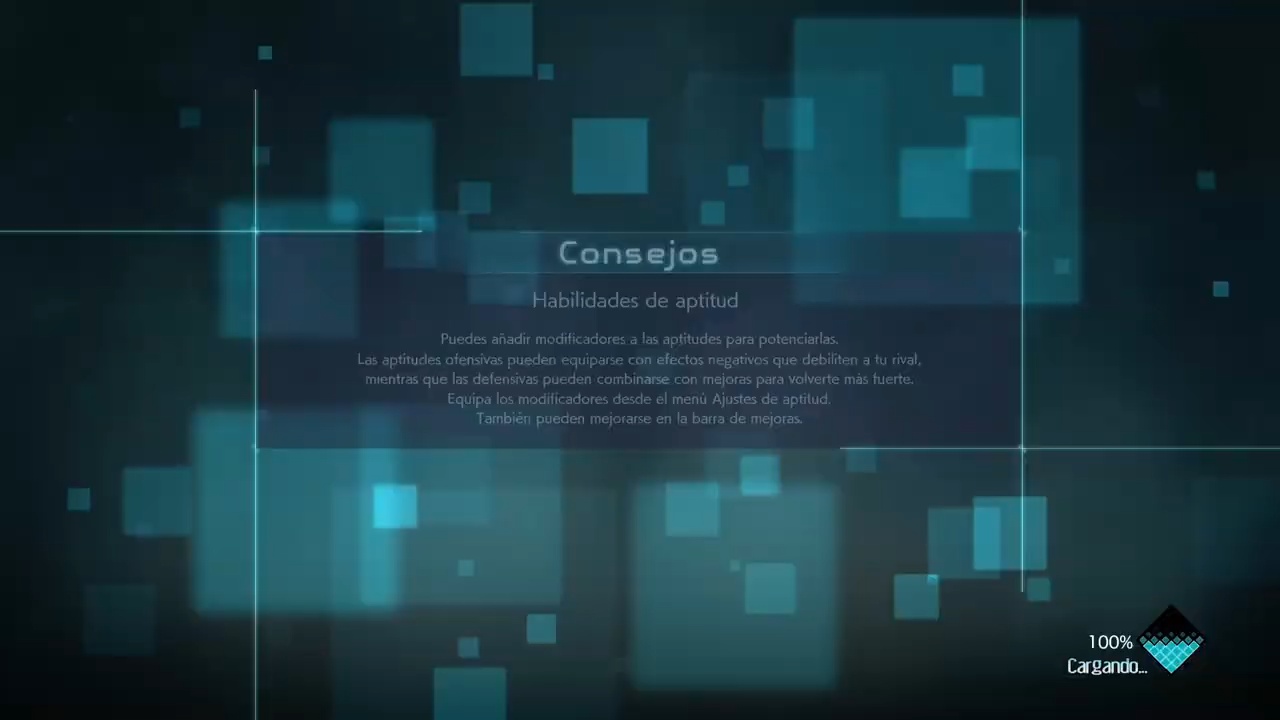 Consejos
Habilidades de aptitud
Puedes añadir modificadores a las aptitudes para potenciarlas.
Las aptitudes ofensivas pueden equiparse con efectos negativos que debiliten a tu rival,
mientras que las defensivas pueden combinarse con mejoras para volverte más fuerte.
Equipa los modificadores desde el menú Ajustes de aptitud.
También pueden mejorarse en la barra de mejoras.
100%
Cargando...